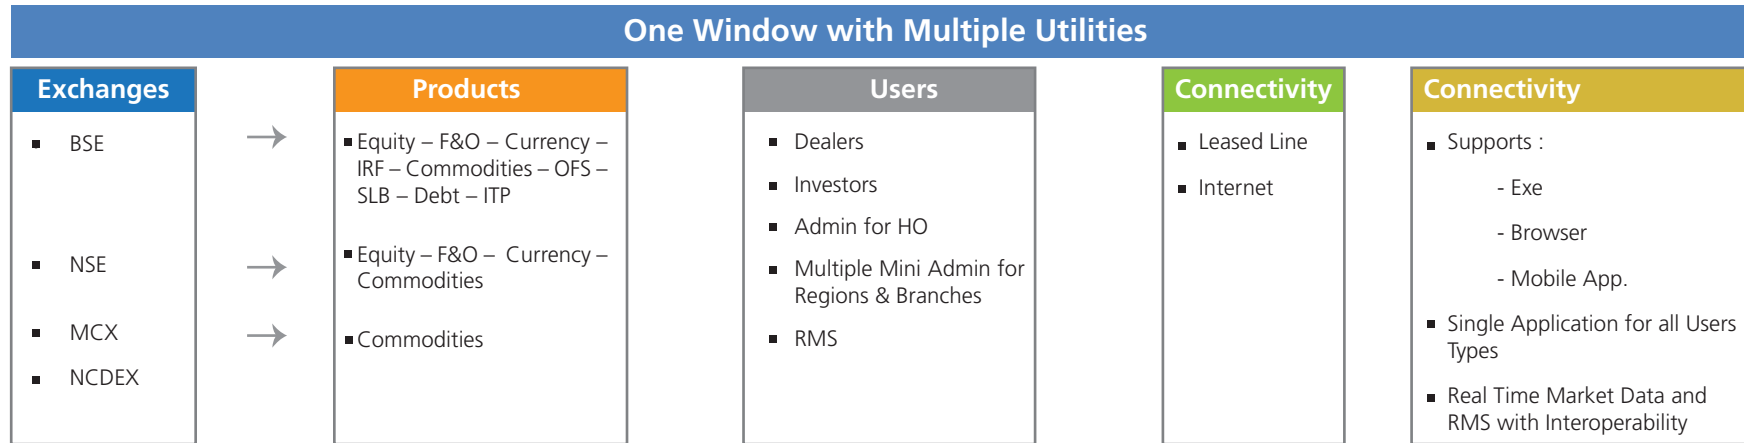 One Window with Multiple Utilities
Exchanges
▪ BSE
▪ NSE
▪ MCX
▪ NCDEX
Products
▪ Equity – F&O – Currency –
IRF – Commodities – OFS –
SLB – Debt – ITP
▪ Equity – F&O – Currency –
Commodities
▪ Commodities
Users
▪ Dealers
▪ Investors
▪ Admin for HO
▪ Multiple Mini Admin for
Regions & Branches
▪ RMS
Connectivity
▪ Leased Line
▪ Internet
Connectivity
▪ Supports :
- Exe
- Browser
- Mobile App.
▪ Single Application for all Users
Types
▪ Real Time Market Data and
RMS with Interoperability